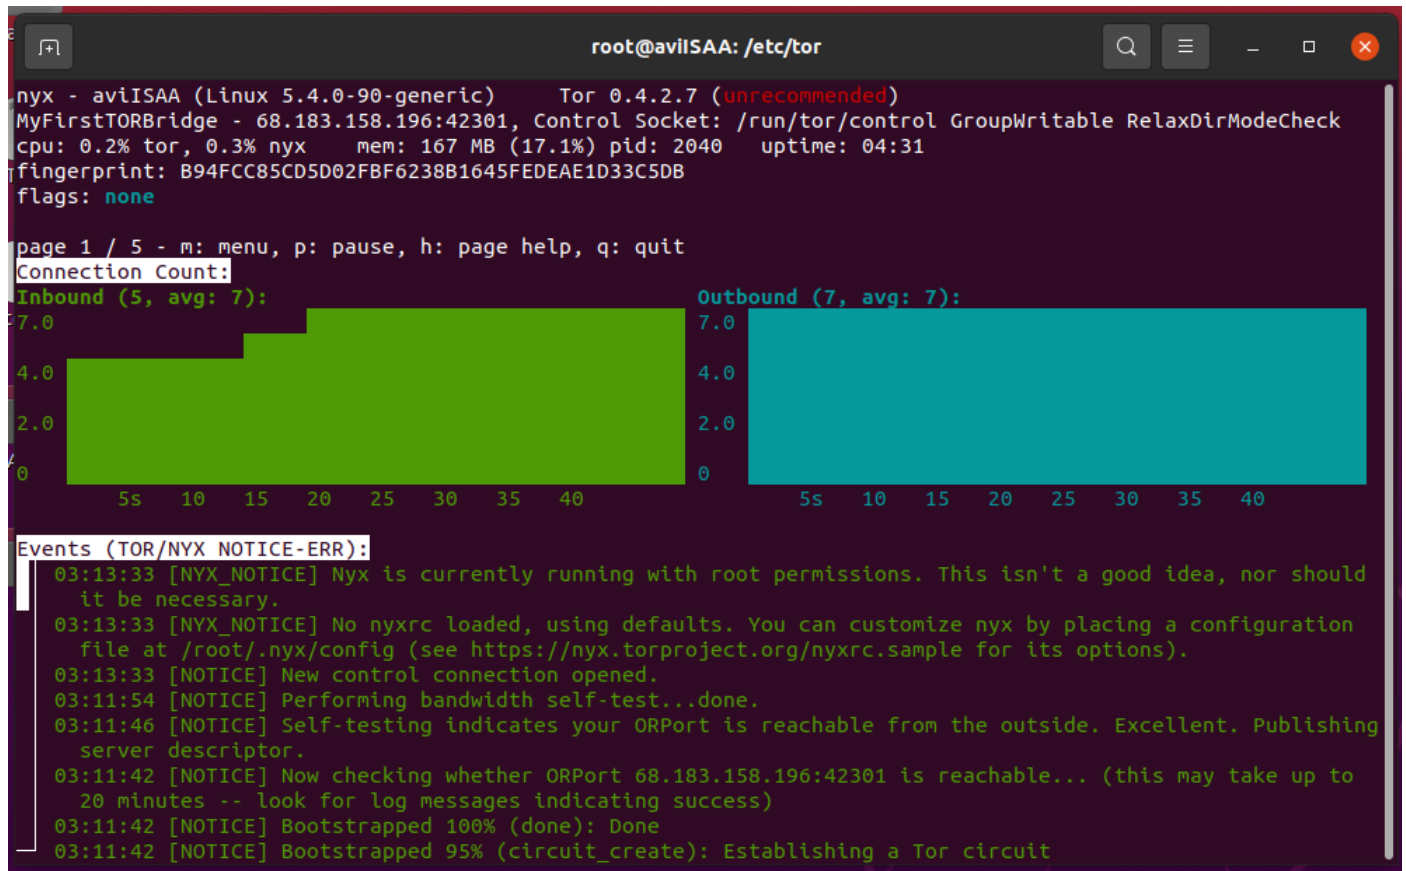 root@aviISAA: /etc/tor
nyx - aviISAA (Linux 5.4.0-90-generic)     Tor 0.4.2.7 (unrecommended)
MyFirstTORBridge - 68.183.158.196:42301, Control Socket: /run/tor/control GroupWritable RelaxDirModeCheck
cpu: 0.2% tor, 0.3% nyx    mem: 167 MB (17.1%) pid: 2040   uptime: 04:31
fingerprint: B94FCC85CD5D02FBF6238B1645FEDEAE1D33C5DB
flags: none
page 1 / 5 - m: menu, p: pause, h: page help, q: quit
Connection Count:
Inbound (5, avg: 7):     Outbound (7, avg: 7):
7.0     7.0
4.0     4.0
2.0     2.0
0     0
5s   10   15   20   25   30   35   40     5s   10   15   20   25   30   35   40
Events (TOR/NYX NOTICE-ERR):
03:13:33 [NYX_NOTICE] Nyx is currently running with root permissions. This isn't a good idea, nor should
it be necessary.
03:13:33 [NYX_NOTICE] No nyxrc loaded, using defaults. You can customize nyx by placing a configuration
file at /root/.nyx/config (see https://nyx.torproject.org/nyxrc.sample for its options).
03:13:33 [NOTICE] New control connection opened.
03:11:54 [NOTICE] Performing bandwidth self-test...done.
03:11:46 [NOTICE] Self-testing indicates your ORPort is reachable from the outside. Excellent. Publishing
server descriptor.
03:11:42 [NOTICE] Now checking whether ORPort 68.183.158.196:42301 is reachable... (this may take up to
20 minutes -- look for log messages indicating success)
03:11:42 [NOTICE] Bootstrapped 100% (done): Done
03:11:42 [NOTICE] Bootstrapped 95% (circuit_create): Establishing a Tor circuit